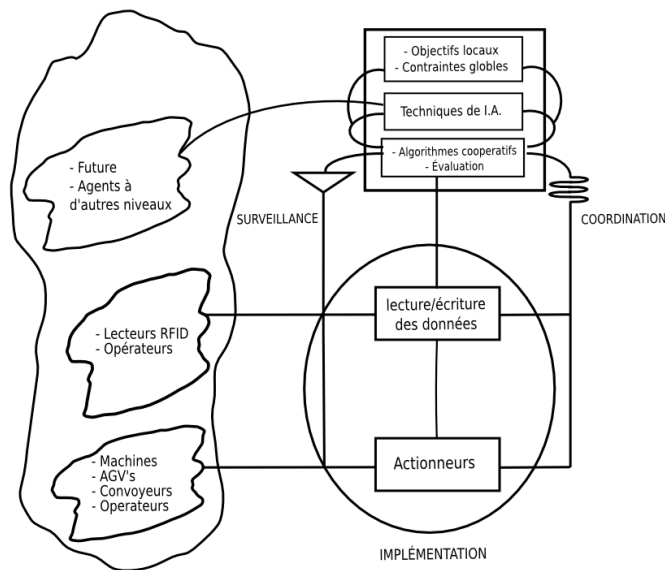 - Objectifs locaux
- Contraintes globles
Techniques de I.A.
- Algorithmes cooperatifs
- Évaluation
- Future
- Agents à
d'autres niveaux
SURVEILLANCE
COORDINATION
lecture/écriture
des données
- Lecteurs RFID
- Opérateurs
Actionneurs
- Machines
- AGV's
- Convoyeurs
- Operateurs
IMPLÉMENTATION